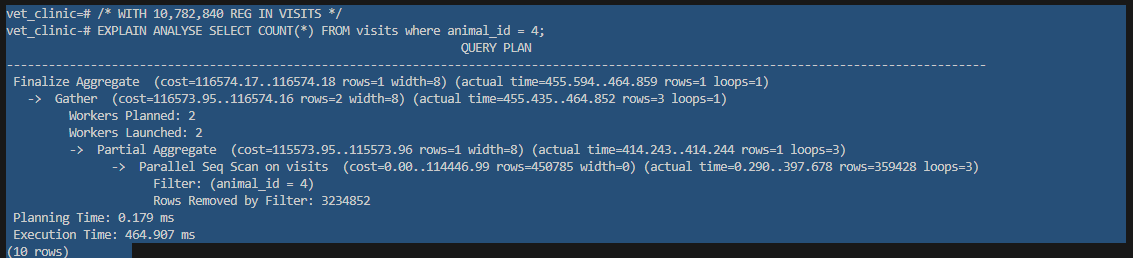 vet_clinic=# /* WITH 10,782,840 REG IN VISITS */
vet_clinic-# EXPLAIN ANALYSE SELECT COUNT(*) FROM visits where animal_id = 4;
QUERY PLAN
--------------------------------------------------------------------------------------------------------------------------------------------
Finalize Aggregate  (cost=116574.17..116574.18 rows=1 width=8) (actual time=455.594..464.859 rows=1 loops=1)
->  Gather  (cost=116573.95..116574.16 rows=2 width=8) (actual time=455.435..464.852 rows=3 loops=1)
Workers Planned: 2
Workers Launched: 2
->  Partial Aggregate  (cost=115573.95..115573.96 rows=1 width=8) (actual time=414.243..414.244 rows=1 loops=3)
->  Parallel Seq Scan on visits  (cost=0.00..114446.99 rows=450785 width=0) (actual time=0.290..397.678 rows=359428 loops=3)
Filter: (animal_id = 4)
Rows Removed by Filter: 3234852
Planning Time: 0.179 ms
Execution Time: 464.907 ms
(10 rows)